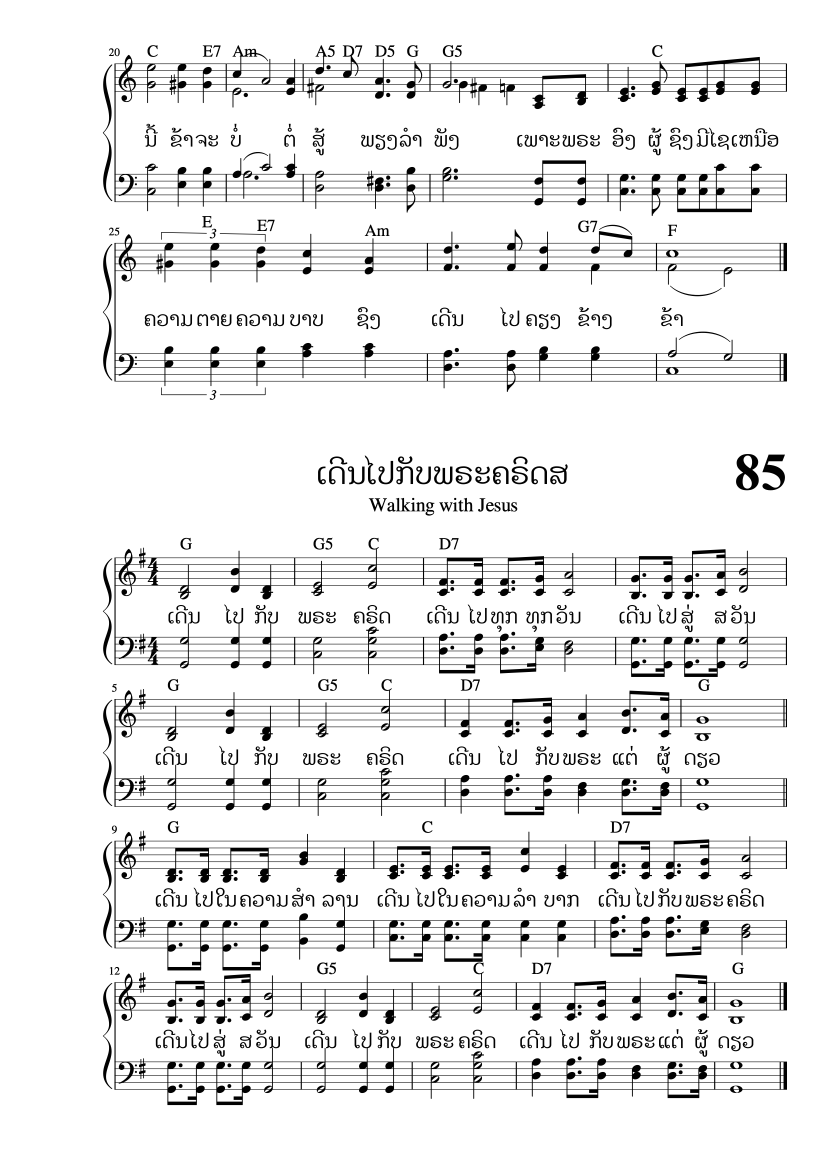 20 C E7 Am A5 D7 D5 G G5 C
ນີ້ ຂ້າຈະ ບໍ່ ຕໍ່ ສູ້ ພຽງລຳ ພັງ ເພາະພຣະ ອົງ ຜູ້ ຊົງມີໄຊເຫນືອ
25 3 E E7 Am G7 F
ຄວາມຕາຍຄວາມ ບາບ ຊົງ ເດີນ ໄປ ຄຽງ ຂ້າງ ຂ້າ
3
ເດີນໄປກັບພຣະຄຣິດສ 85
Walking with Jesus
G G5 C D7
4 4
ເດີນ ໄປ ກັບ ພຣະ ຄຣິດ ເດີນ ໄປທຸກ ທຸກວັນ ເດີນ ໄປສູ່ ສວັນ
4 4
5 G G5 C D7 G
ເດີນ ໄປ ກັບ ພຣະ ຄຣິດ ເດີນ ໄປ ກັບພຣະ ແຕ່ ຜູ້ ດຽວ
9 G C D7
ເດີນ ໄປໃນຄວາມສຳ ລານ ເດີນ ໄປໃນຄວາມລຳ ບາກ ເດີນ ໄປກັບພຣະຄຣິດ
12 G5 C D7 G
ເດີນໄປສູ່ ສວັນ ເດີນ ໄປກັບ ພຣະຄຣິດ ເດີນ ໄປ ກັບພຣະແຕ່ ຜູ້ ດຽວ